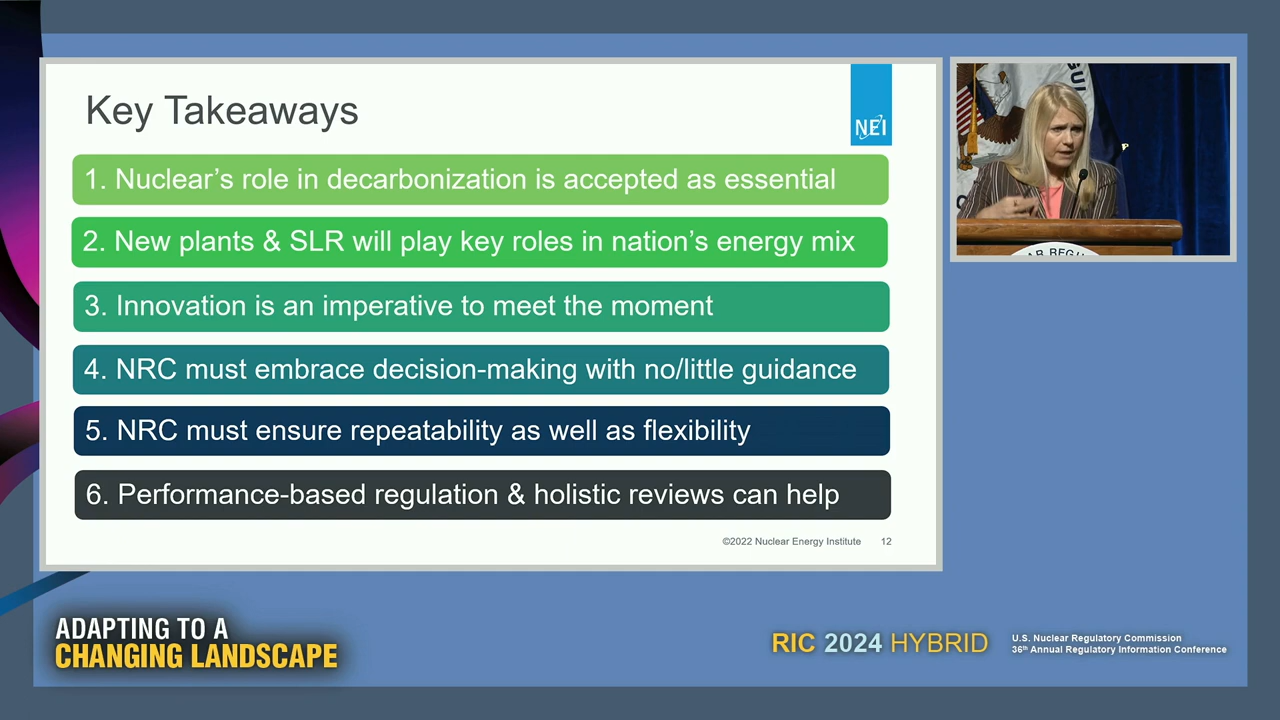 Key Takeaways
NEI
1. Nuclear’s role in decarbonization is accepted as essential
2. New plants & SLR will play key roles in nation’s energy mix
3. Innovation is an imperative to meet the moment
4. NRC must embrace decision-making with no/little guidance
5. NRC must ensure repeatability as well as flexibility
6. Performance-based regulation & holistic reviews can help
©2022 Nuclear Energy Institute 12
ADAPTING TO A
CHANGING LANDSCAPE
RIC 2024 HYBRID
U.S. Nuclear Regulatory Commission
36th Annual Regulatory Information Conference